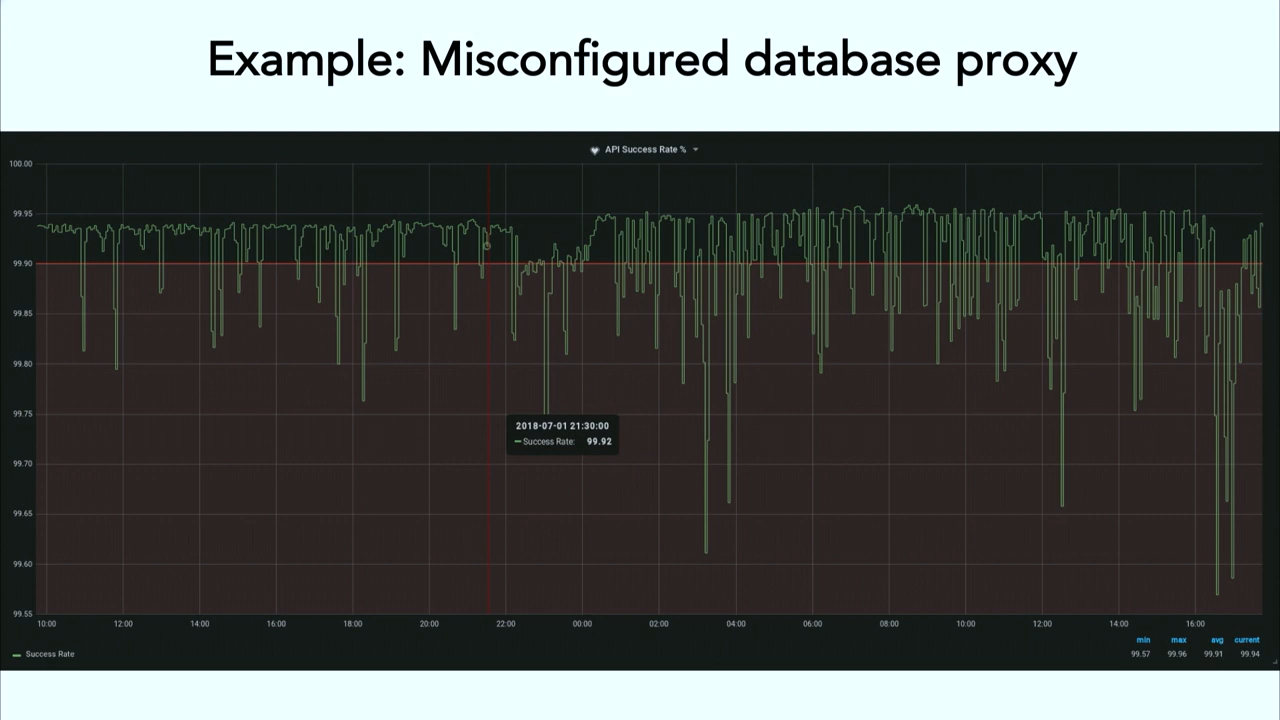 Example: Misconfigured database proxy
API Success Rate %
100.00
99.95
99.90
99.85
99.80
99.75
99.70
99.65
99.60
99.55
2018-07-01 21:30:00
Success Rate: 99.92
10:00 12:00 14:00 16:00 18:00 20:00 22:00 00:00 02:00 04:00 06:00 08:00 10:00 12:00 14:00 16:00
min max avg current
Success Rate 99.57 99.96 99.91 99.94